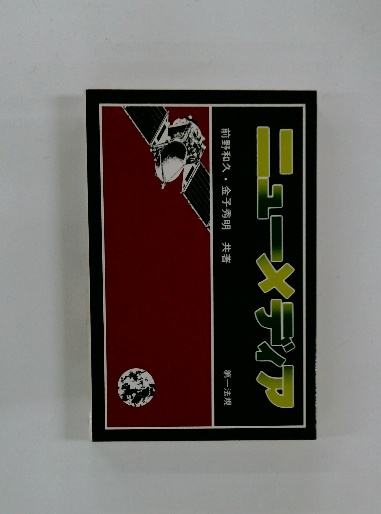 ニューメディア
前野和久・金子秀明 共著
第一法規